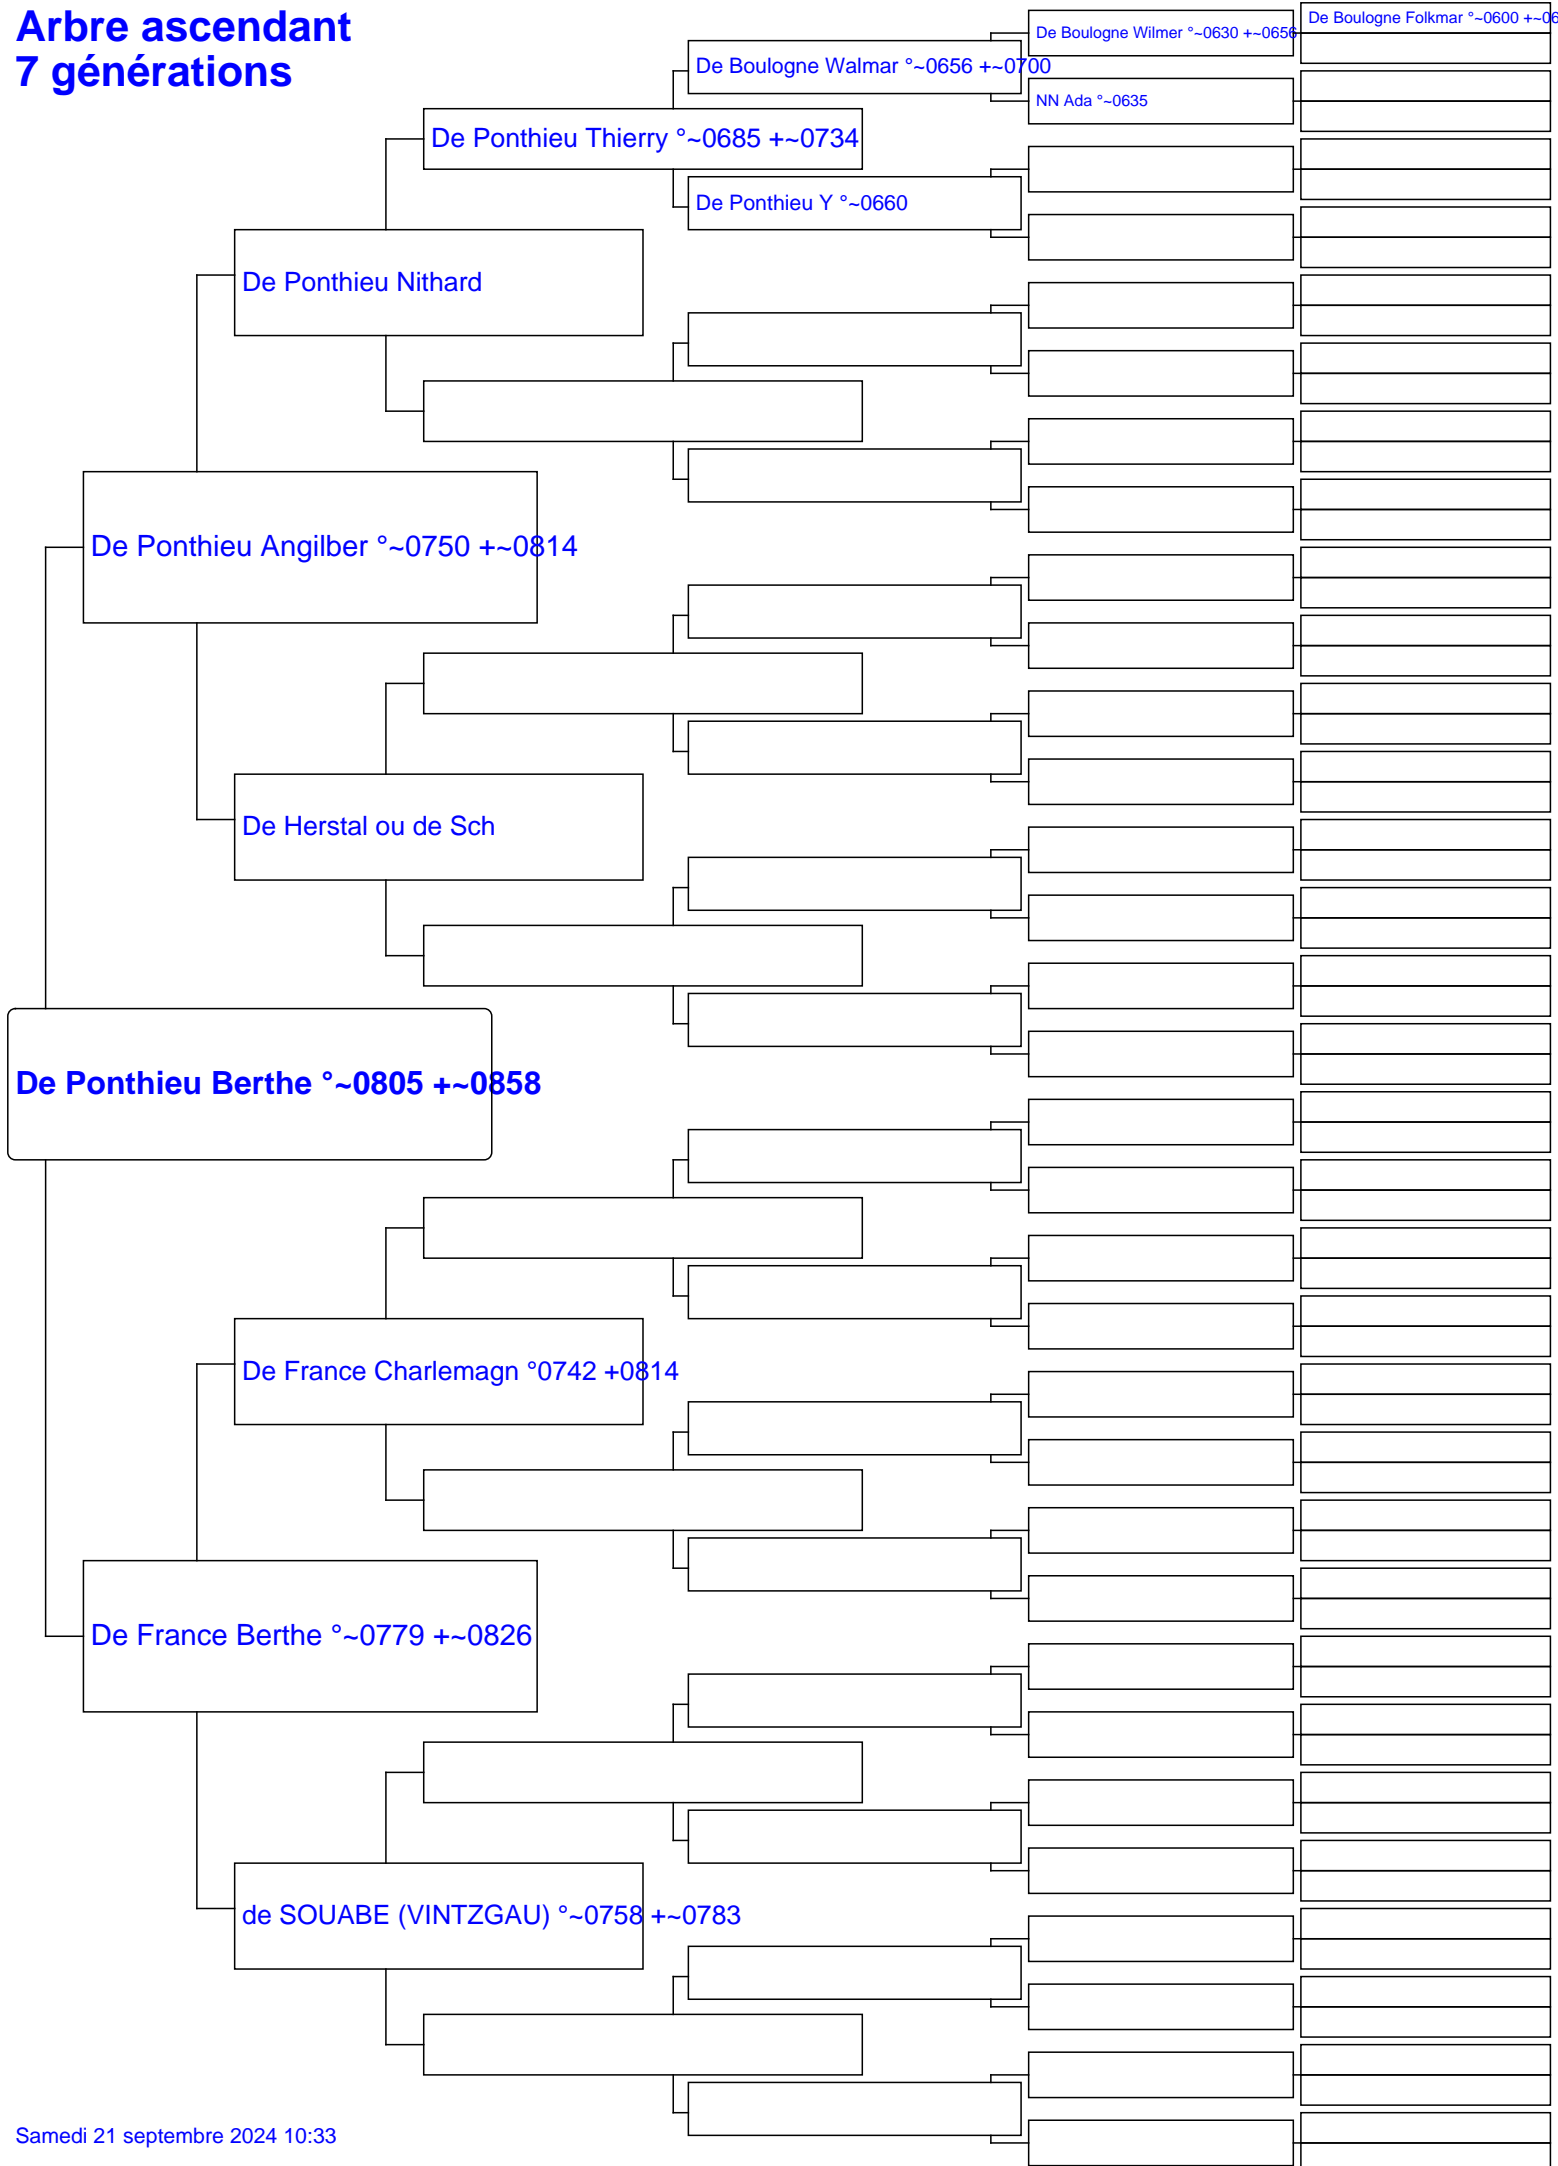 Arbre ascendant
7 générations
De Boulogne Folkmar °~0600 +~06
De Boulogne Wilmer °~0630 +~0656
De Boulogne Walmar °~0656 +~0700
NN Ada °~0635
De Ponthieu Thierry °~0685 +~0734
De Ponthieu Y °~0660
De Ponthieu Nithard
De Ponthieu Angilber °~0750 +~0814
De Herstal ou de Sch
De Ponthieu Berthe °~0805 +~0858
De France Charlemagn °0742 +0814
De France Berthe °~0779 +~0826
de SOUABE (VINTZGAU) °~0758 +~0783
Samedi 21 septembre 2024 10:33